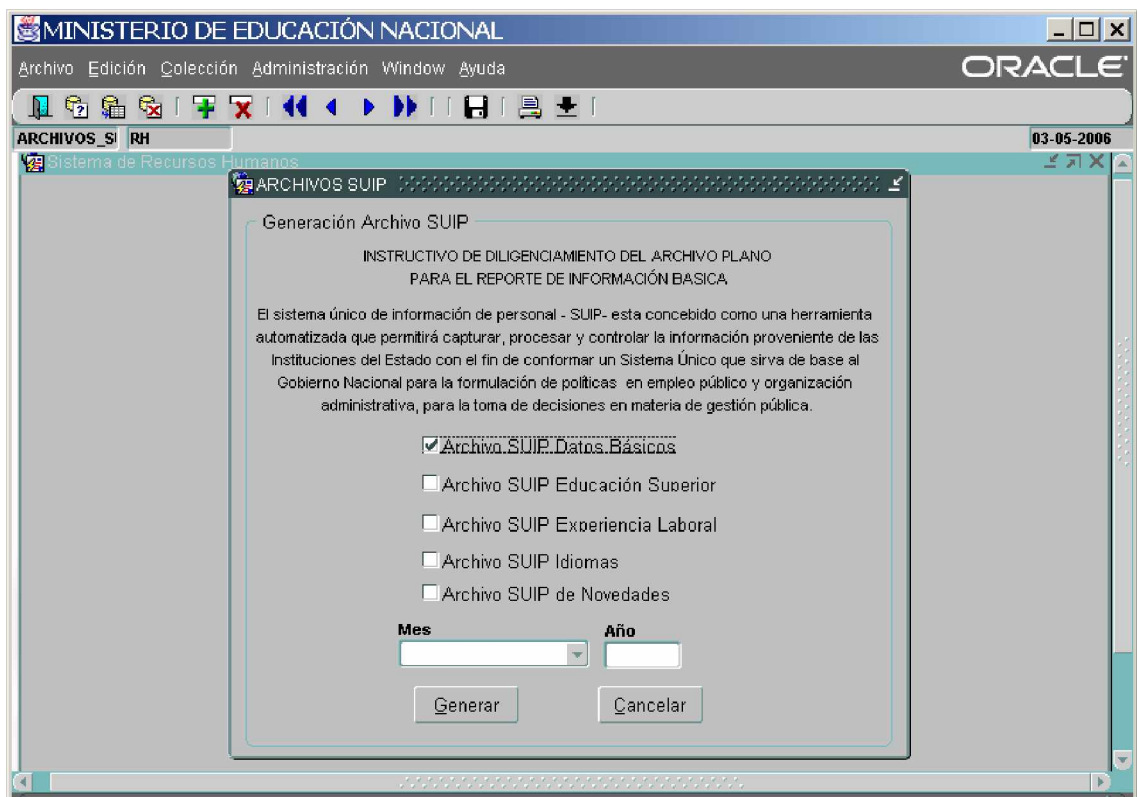 MINISTERIO DE EDUCACIÓN NACIONAL
Archivo Edición Colección Administración Window Ayuda
ORACLE
ARCHIVOS_S RH 03-05-2006
Sistema de Recursos Humanos
ARCHIVOS SUIP
Generación Archivo SUIP
INSTRUCTIVO DE DILIGENCIAMIENTO DEL ARCHIVO PLANO
PARA EL REPORTE DE INFORMACIÓN BASICA
El sistema único de información de personal - SUIP- esta concebido como una herramienta
automatizada que permitirá capturar, procesar y controlar la información proveniente de las
Instituciones del Estado con el fin de conformar un Sistema Único que sirva de base al
Gobierno Nacional para la formulación de políticas en empleo público y organización
administrativa, para la toma de decisiones en materia de gestión pública.
Archivo SUIP Datos Básicos
Archivo SUIP Educación Superior
Archivo SUIP Experiencia Laboral
Archivo SUIP Idiomas
Archivo SUIP de Novedades
Mes Año
Generar Cancelar